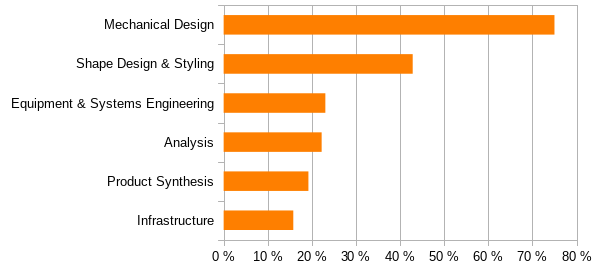 Mechanical Design
Shape Design & Styling
Equipment & Systems Engineering
Analysis
Product Synthesis
Infrastructure
0 % 10 % 20 % 30 % 40 % 50 % 60 % 70 % 80 %